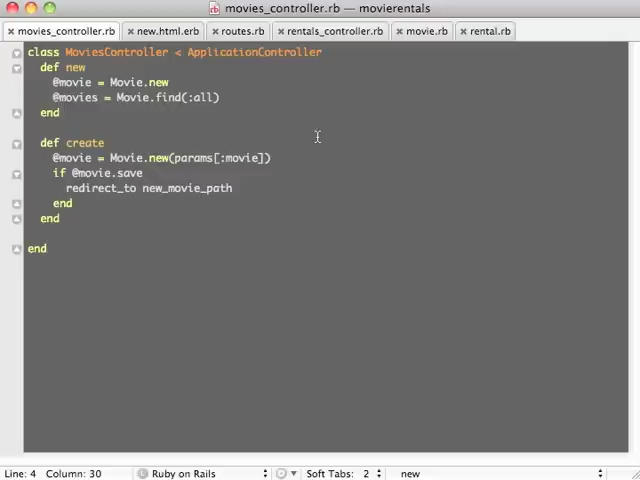 movies_controller.rb — movierentals
movies_controller.rb new.html.erb routes.rb rentals_controller.rb movie.rb rental.rb
class MoviesController < ApplicationController
def new
@movie = Movie.new
@movies = Movie.find(:all)
end
def create
@movie = Movie.new(params[:movie])
if @movie.save
redirect_to new_movie_path
end
end
end
Line: 4 Column: 30 Ruby on Rails Soft Tabs: 2 new